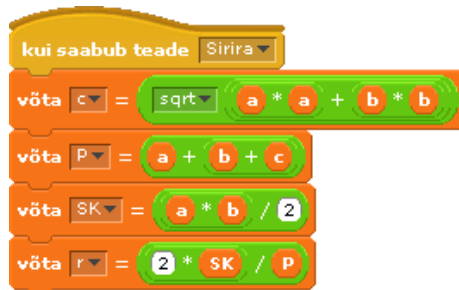 kui saabub teade Sirira
võta c = sqrt a * a + b * b
võta P = a + b + c
võta SK = a * b / 2
võta r = 2 * SK / P